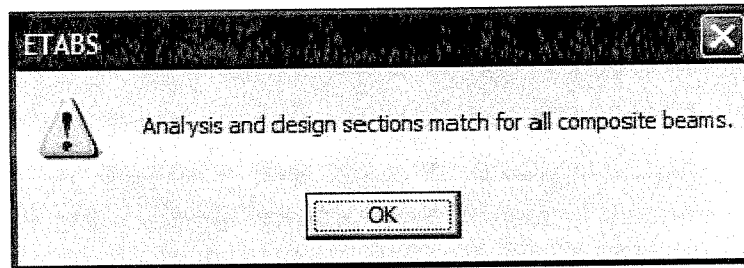 ETABS
Analysis and design sections match for all composite beams.
OK